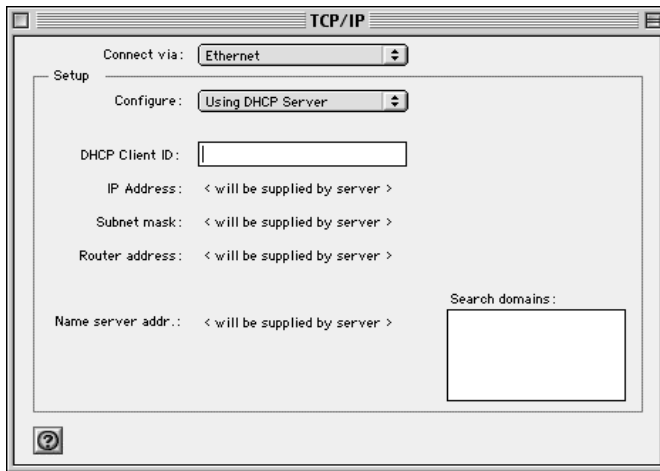 TCP/IP
Connect via: Ethernet
Setup
Configure: Using DHCP Server
DHCP Client ID:
IP Address: < will be supplied by server >
Subnet mask: < will be supplied by server >
Router address: < will be supplied by server >
Search domains:
Name server addr.: < will be supplied by server >
?